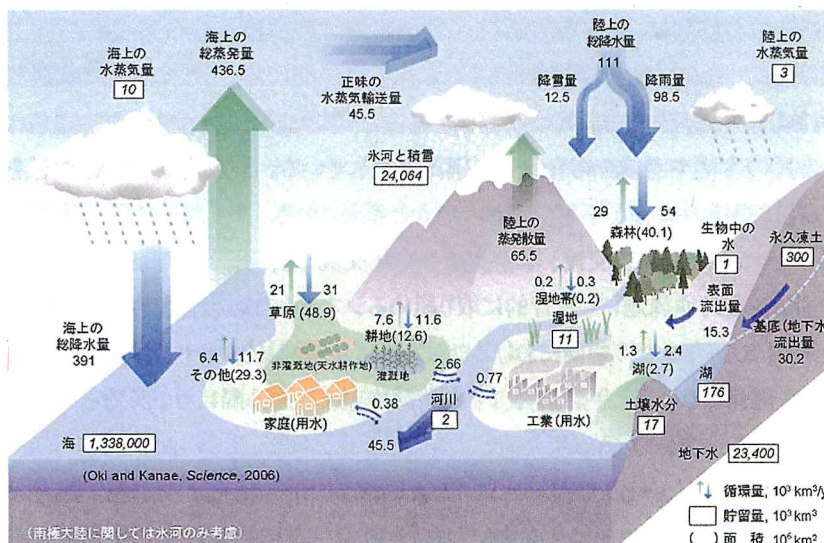 海上の
水蒸気量
10
海上の
総蒸発量
436.5
正味の
水蒸気輸送量
45.5
陸上の
総降水量
111
降雪量
12.5
降雨量
98.5
陸上の
水蒸気量
3
氷河と積雪
24,064
陸上の
蒸発散量
65.5
29
54
森林(40.1)
生物中の
水
1
永久凍土
300
海上の
総降水量
391
21
31
草原(48.9)
7.6
11.6
耕地(12.6)
0.2
0.3
湿地帯(0.2)
湿地
11
表面
流出量
15.3
基底(地下水)
流出量
30.2
6.4
11.7
その他(29.3)
非灌漑地(天水耕作地)
灌漑地
2.66
0.77
0.38
河川
2
家庭(用水)
工業(用水)
1.3
2.4
湖(2.7)
湖
176
土壌水分
17
45.5
海
1,338,000
地下水
23,400
(Oki and Kanae, Science, 2006)
循環量, 10³ km³/y
貯留量, 10³ km³
( ) 面 積, 10⁶ km²
(南極大陸に関しては氷河のみ考慮)